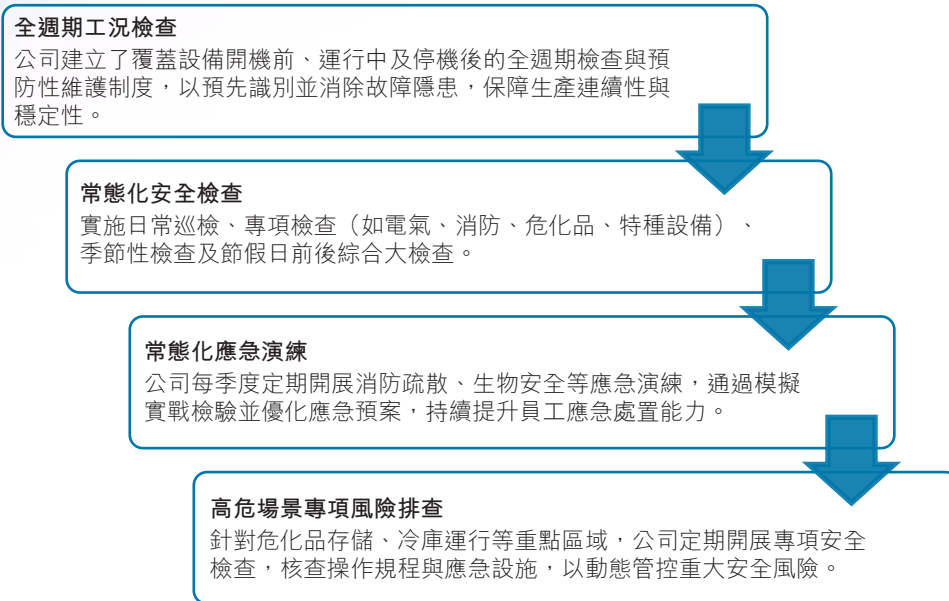 全週期工況檢查
公司建立了覆蓋設備開機前、運行中及停機後的全週期檢查與預
防性維護制度，以預先識別並消除故障隱患，保障生產連續性與
穩定性。
常態化安全檢查
實施日常巡檢、專項檢查（如電氣、消防、危化品、特種設備）、
季節性檢查及節假日前後綜合大檢查。
常態化應急演練
公司每季度定期開展消防疏散、生物安全等應急演練，通過模擬
實戰檢驗並優化應急預案，持續提升員工應急處置能力。
高危場景專項風險排查
針對危化品存儲、冷庫運行等重點區域，公司定期開展專項安全
檢查，核查操作規程與應急設施，以動態管控重大安全風險。